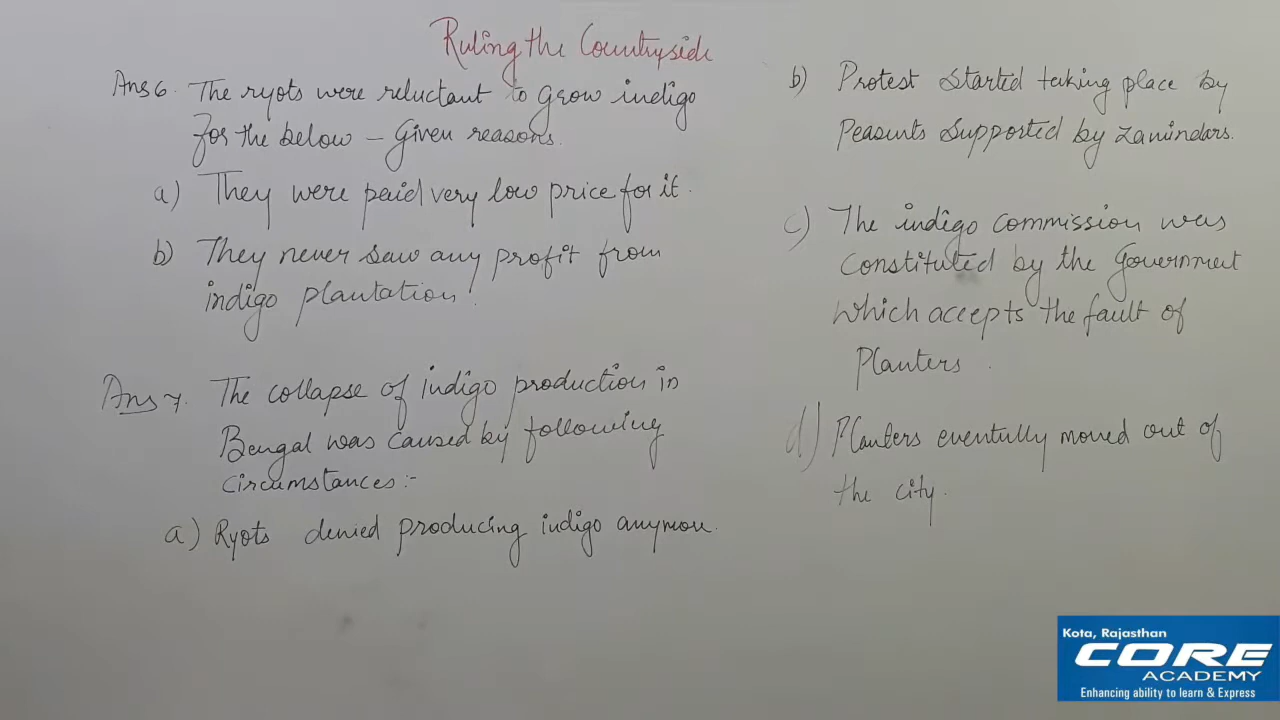 Ruling the Countryside
Ans 6. The ryots were reluctant to grow indigo
for the below - Given reasons.
a) They were paid very low price for it.
b) They never saw any profit from
indigo plantation.
Ans 7. The collapse of indigo production in
Bengal was caused by following
circumstances:-
a) Ryots denied producing indigo anymore.
b) Protest started taking place by
Peasants supported by zamindars.
c) The indigo commission was
constituted by the Government
which accepts the fault of
Planters.
d) Planters eventually moved out of
the city.
Kota, Rajasthan
CORE
ACADEMY
Enhancing ability to learn & Express